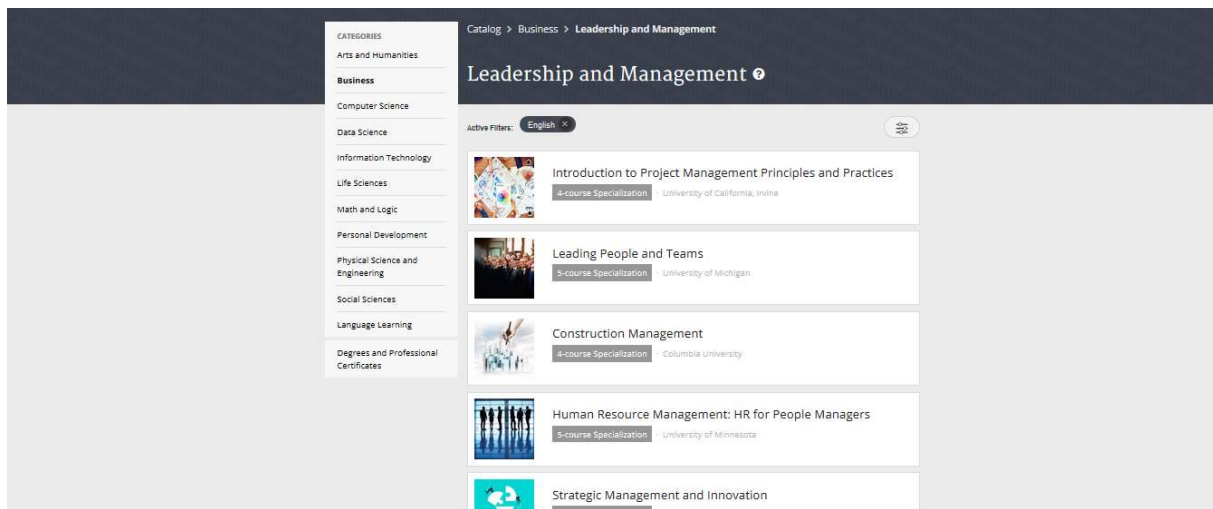 CATEGORIES
Arts and Humanities
Business
Computer Science
Data Science
Information Technology
Life Sciences
Math and Logic
Personal Development
Physical Science and
Engineering
Social Sciences
Language Learning
Degrees and Professional
Certificates
Catalog > Business > Leadership and Management
Leadership and Management
Active Filters: English ×
Introduction to Project Management Principles and Practices
4-course Specialization · University of California, Irvine
Leading People and Teams
5-course Specialization · University of Michigan
Construction Management
4-course Specialization · Columbia University
Human Resource Management: HR for People Managers
5-course Specialization · University of Minnesota
Strategic Management and Innovation